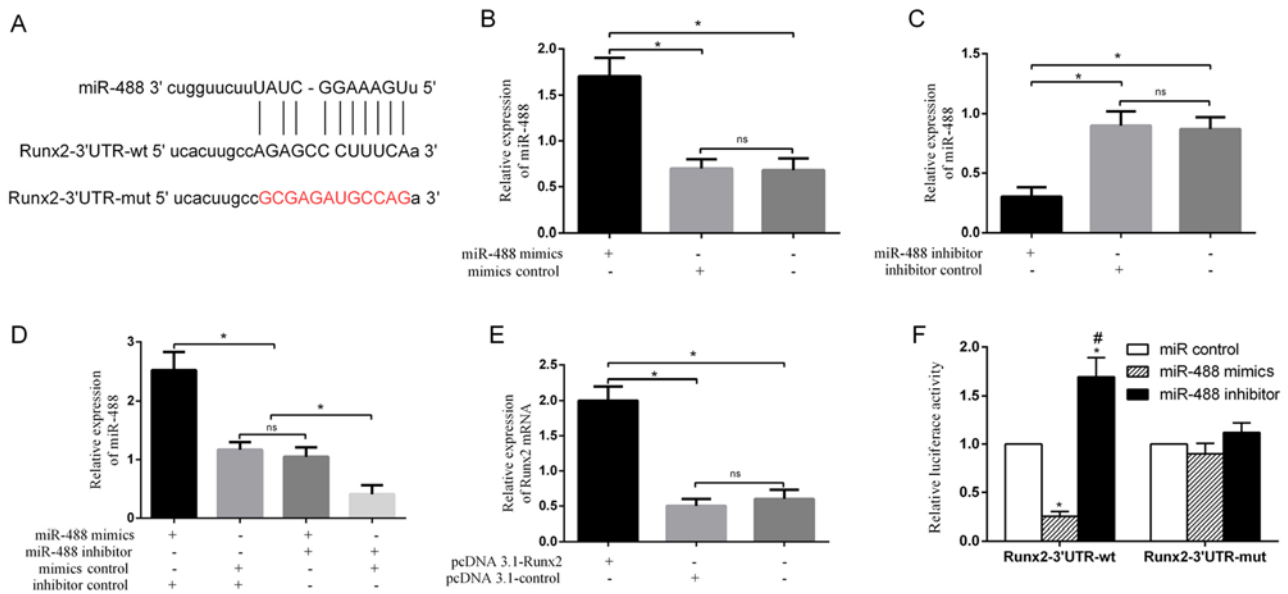 A
miR-488 3' cugguucuuUAUC - GGAAAGUu 5'
Runx2-3'UTR-wt 5' ucacuugccAGAGCC CUUUCAa 3'
Runx2-3'UTR-mut 5' ucacuugccGCGAGAUGCCAGa 3'
B
Relative expression
of miR-488
2.0
1.5
1.0
0.5
0.0
*
*
ns
miR-488 mimics + - -
mimics control - + -
C
Relative expression
of miR-488
1.5
1.0
0.5
0.0
*
*
ns
miR-488 inhibitor + - -
inhibitor control - + -
D
Relative expression
of miR-488
3
2
1
0
*
*
ns
miR-488 mimics + - + -
miR-488 inhibitor - - + +
mimics control - + - +
inhibitor control + + - -
E
Relative expression
of Runx2 mRNA
2.5
2.0
1.5
1.0
0.5
0.0
*
*
ns
pcDNA 3.1-Runx2 + - -
pcDNA 3.1-control - + -
F
Relative luciferace activity
2.0
1.5
1.0
0.5
0.0
*
#
*
miR control
miR-488 mimics
miR-488 inhibitor
Runx2-3'UTR-wt Runx2-3'UTR-mut